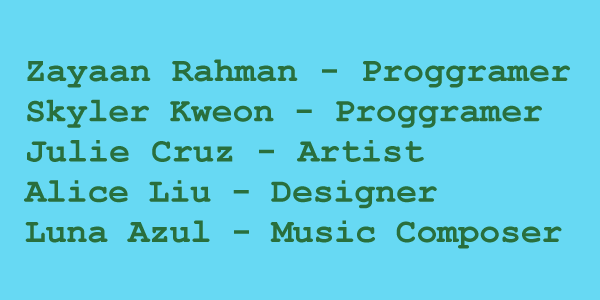 Zayaan Rahman - Proggramer
Skyler Kweon - Proggramer
Julie Cruz - Artist
Alice Liu - Designer
Luna Azul - Music Composer